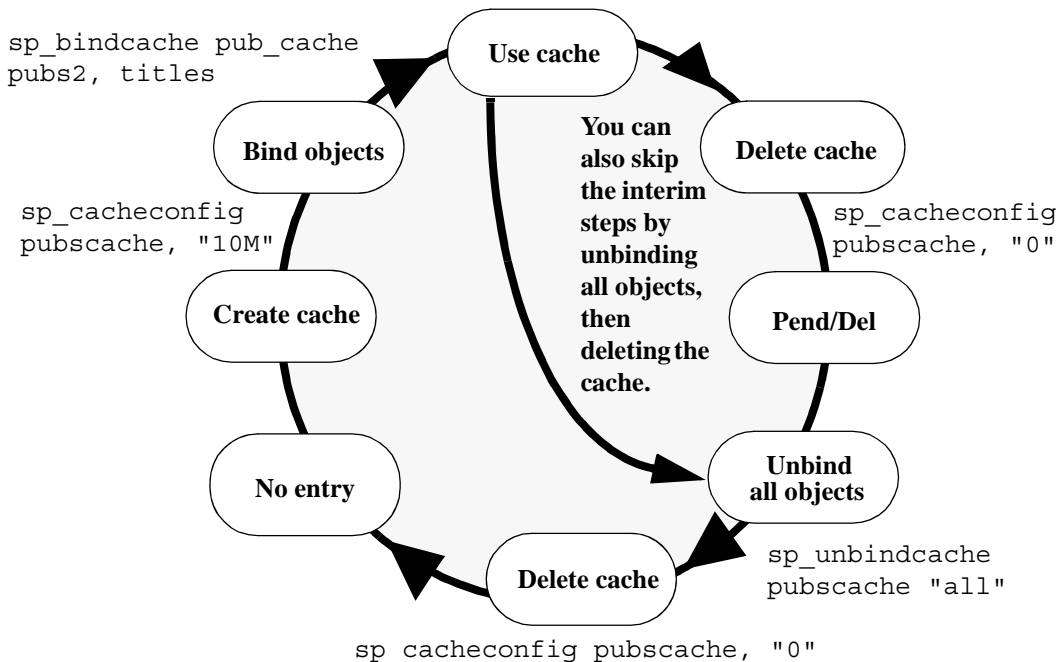 sp_bindcache pub_cache
pubs2, titles
Use cache
Bind objects
You can
also skip
the interim
steps by
unbinding
all objects,
then
deleting the
cache.
Delete cache
sp_cacheconfig
pubscache, "10M"
sp_cacheconfig
pubscache, "0"
Create cache
Pend/Del
No entry
Unbind
all objects
Delete cache
sp_unbindcache
pubscache "all"
sp cacheconfig pubscache, "0"